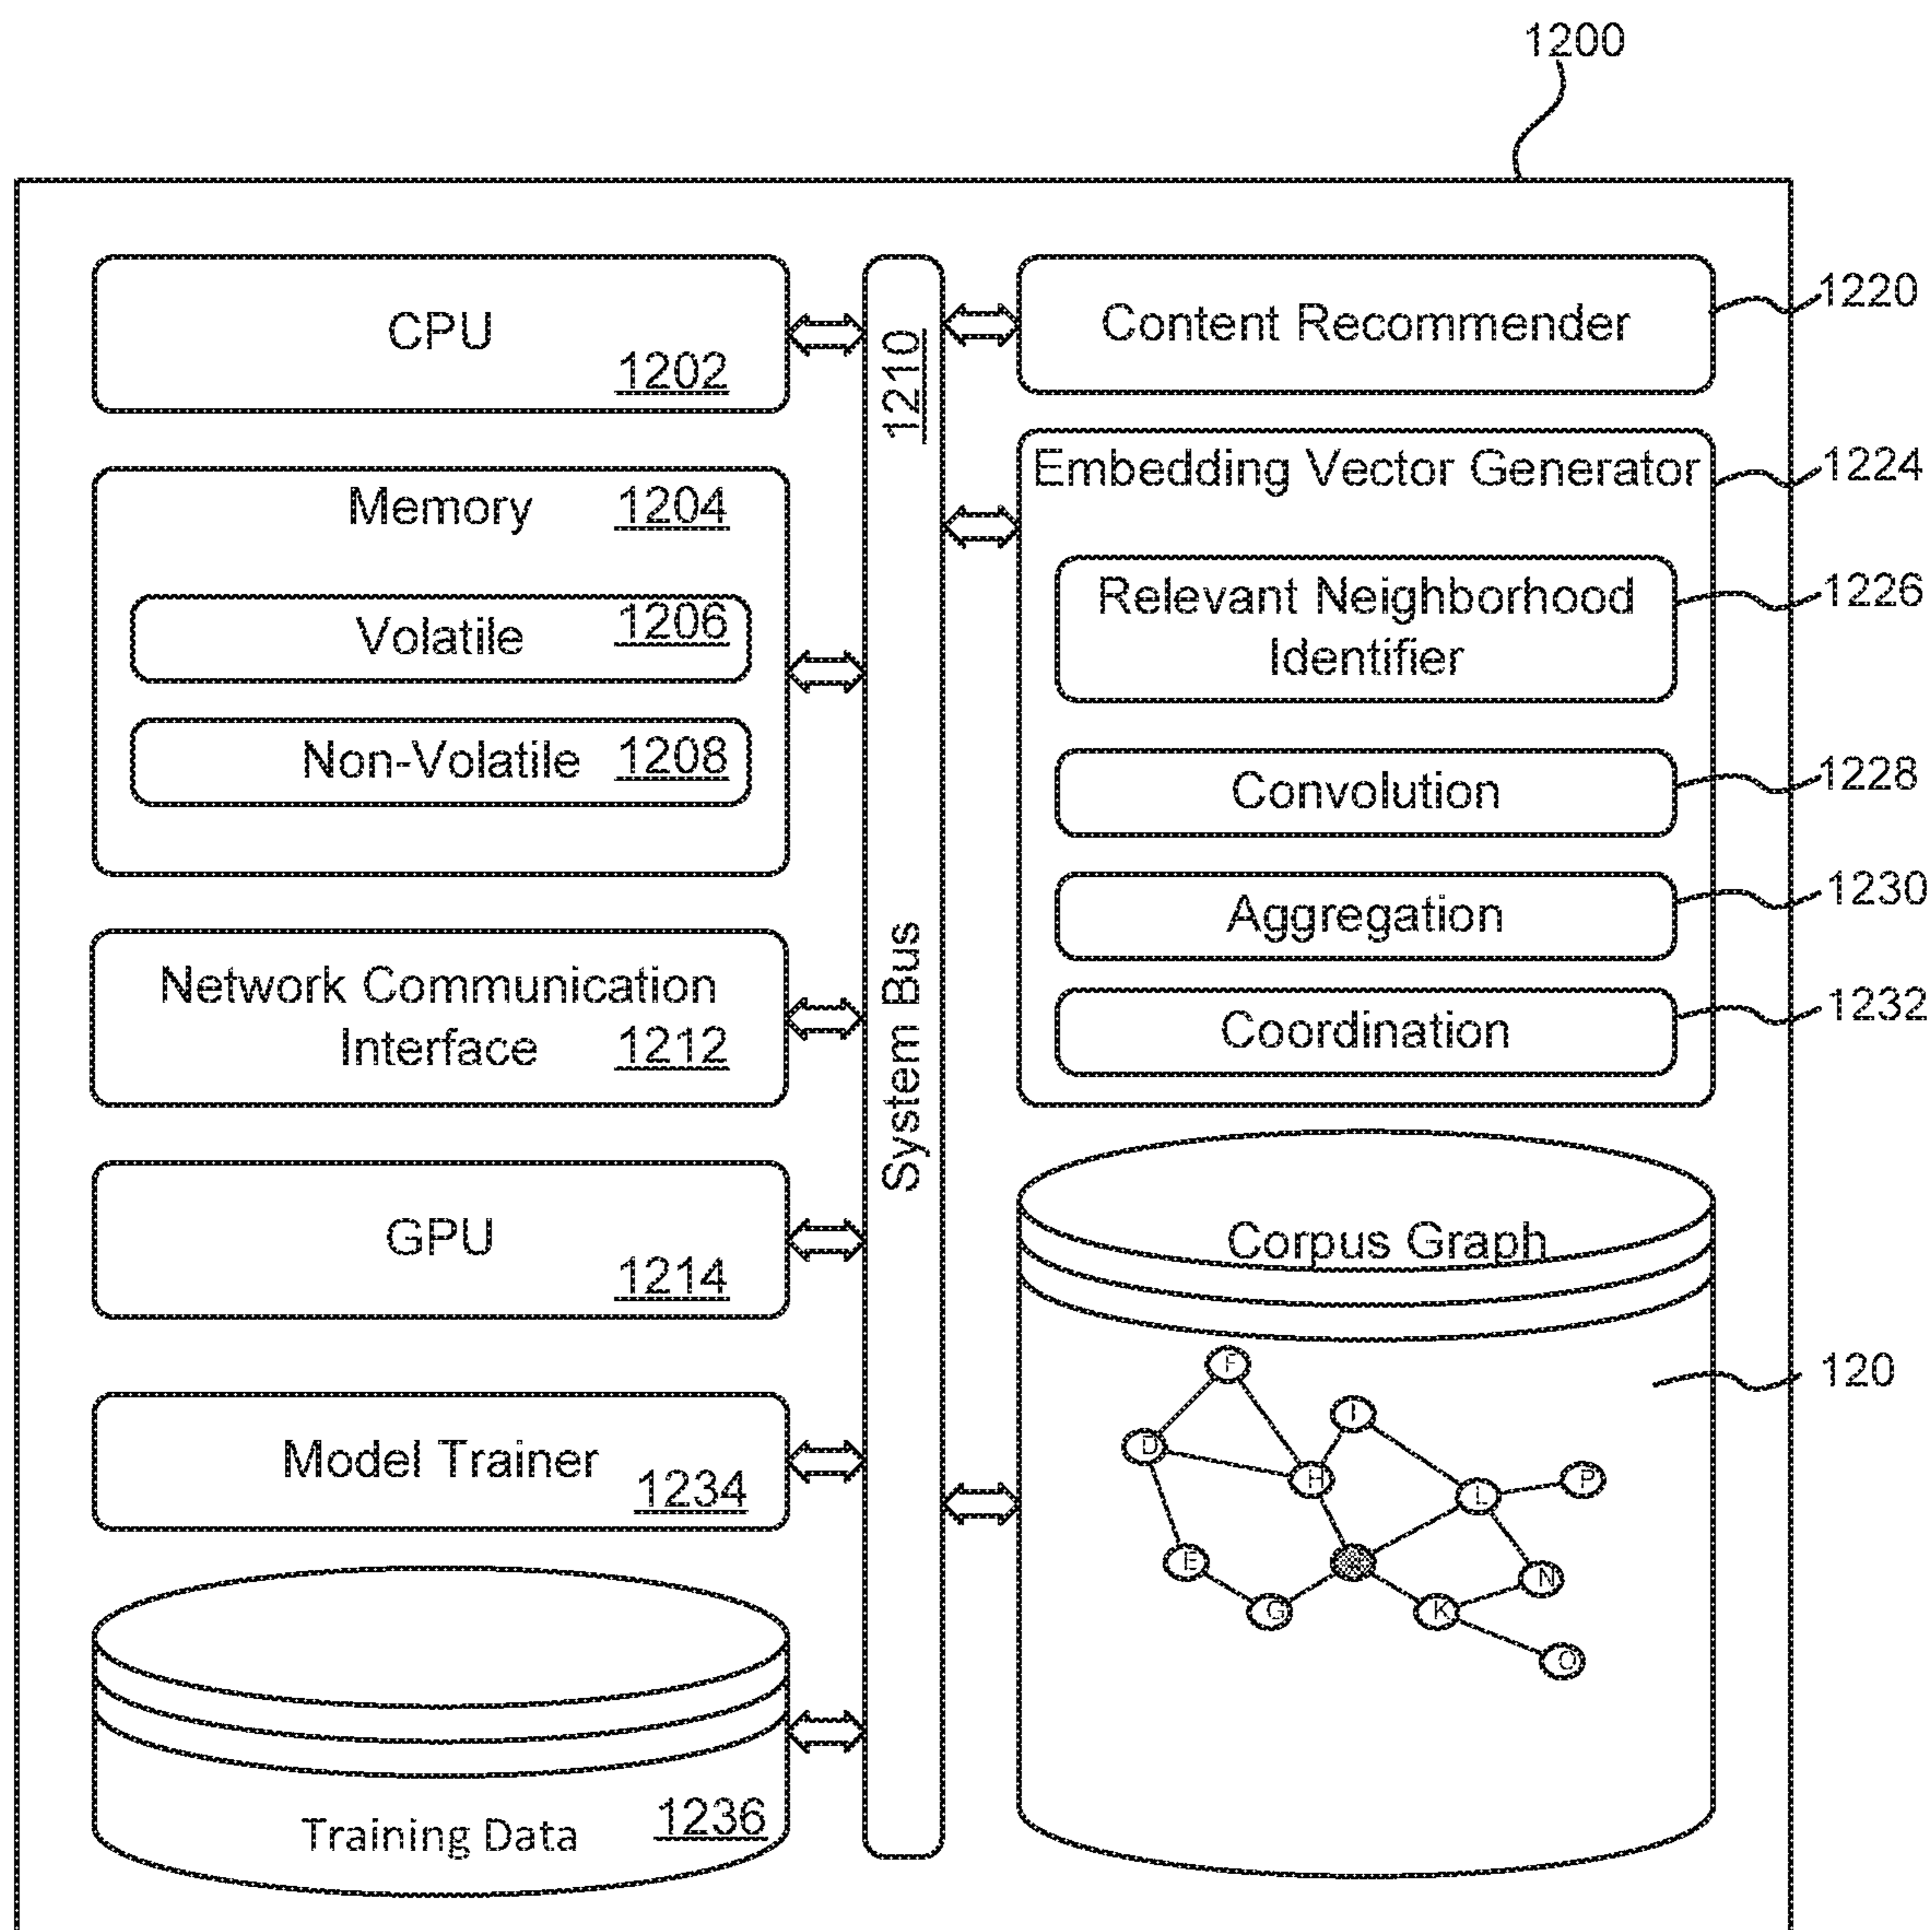 1200
CPU
1202
Memory 1204
Volatile 1206
Non-Volatile 1208
Network Communication
Interface 1212
GPU
1214
Model Trainer
1234
Training Data 1236
1210
System Bus
Content Recommender
1220
Embedding Vector Generator
1224
Relevant Neighborhood
Identifier
1226
Convolution
1228
Aggregation
1230
Coordination
1232
Corpus Graph
120
F
I
D
H
L
P
E
N
G
K
O